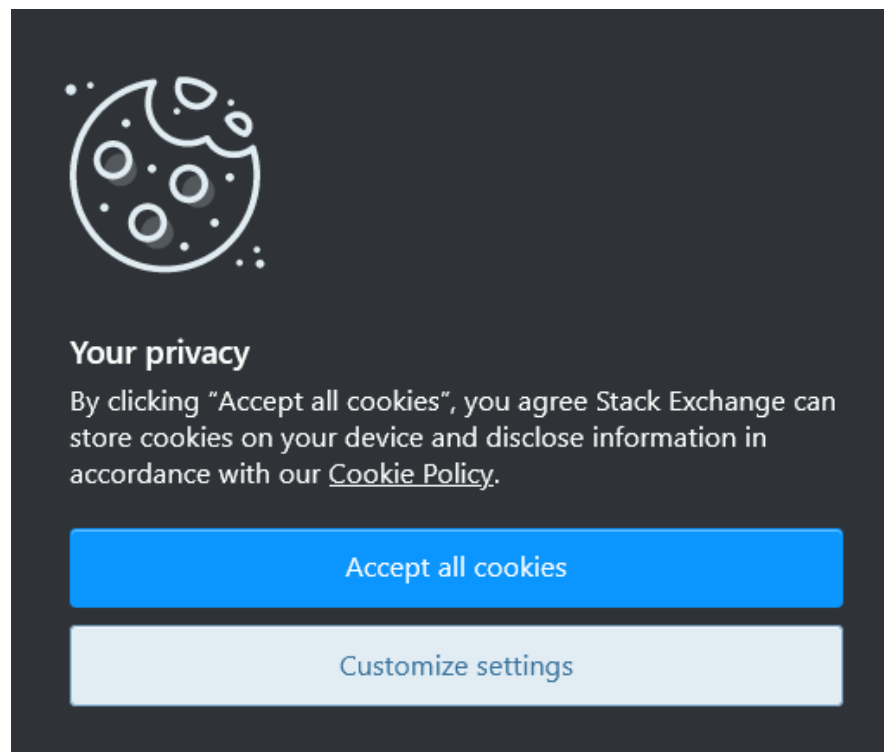 Your privacy
By clicking “Accept all cookies”, you agree Stack Exchange can
store cookies on your device and disclose information in
accordance with our Cookie Policy.
Accept all cookies
Customize settings